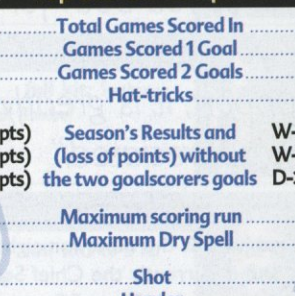 Total Games Scored In
Games Scored 1 Goal
Games Scored 2 Goals
Hat-tricks
pts) Season's Results and W-
pts) (loss of points) without W-
pts) the two goalscorers goals D-
Maximum scoring run
Maximum Dry Spell
Shot